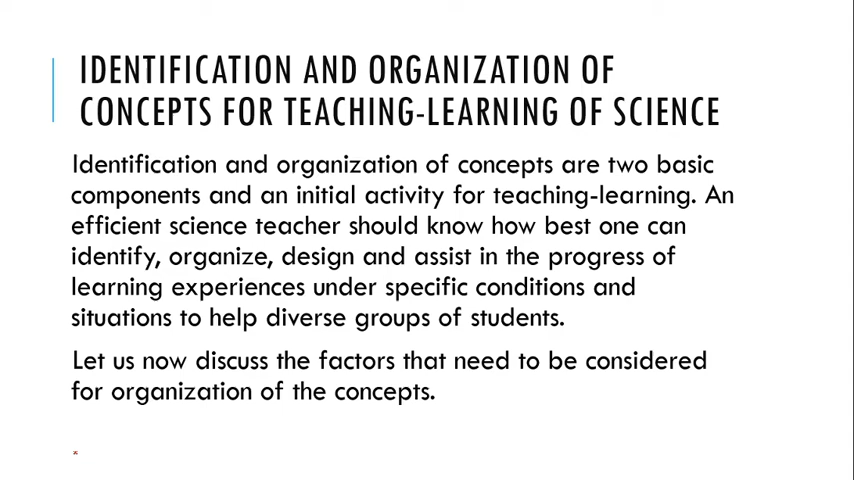 IDENTIFICATION AND ORGANIZATION OF
CONCEPTS FOR TEACHING-LEARNING OF SCIENCE
Identification and organization of concepts are two basic
components and an initial activity for teaching-learning. An
efficient science teacher should know how best one can
identify, organize, design and assist in the progress of
learning experiences under specific conditions and
situations to help diverse groups of students.
Let us now discuss the factors that need to be considered
for organization of the concepts.
*